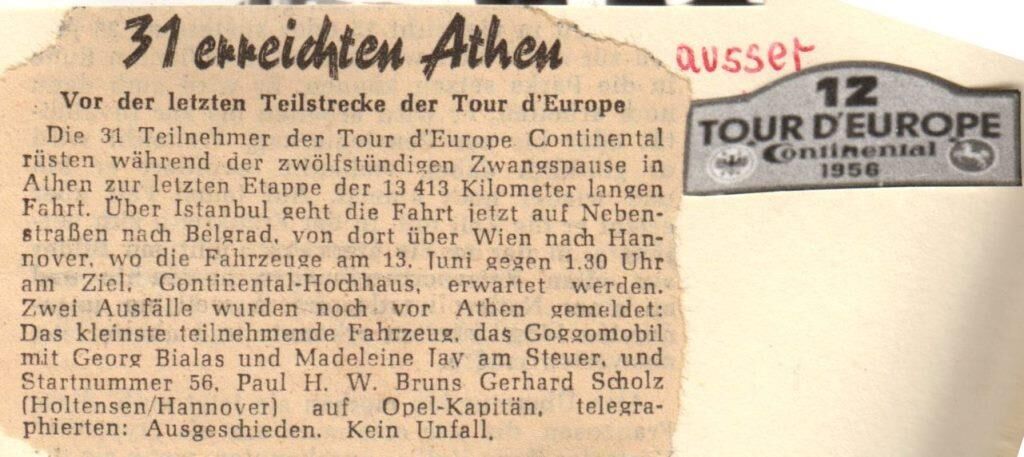 31 erreichten Athen
Vor der letzten Teilstrecke der Tour d'Europe
Die 31 Teilnehmer der Tour d'Europe Continental
rüsten während der zwölfstündigen Zwangspause in
Athen zur letzten Etappe der 13 413 Kilometer langen
Fahrt. Über Istanbul geht die Fahrt jetzt auf Neben-
straßen nach Belgrad, von dort über Wien nach Han-
nover, wo die Fahrzeuge am 13. Juni gegen 1.30 Uhr
am Ziel, Continental-Hochhaus, erwartet werden.
Zwei Ausfälle wurden noch vor Athen gemeldet:
Das kleinste teilnehmende Fahrzeug, das Goggomobil
mit Georg Bialas und Madeleine Jay am Steuer, und
Startnummer 56, Paul H. W. Bruns Gerhard Scholz
(Holtensen/Hannover) auf Opel-Kapitän, telegra-
phierten: Ausgeschieden. Kein Unfall.
ausser
12
TOUR D'EUROPE
Continental
1956